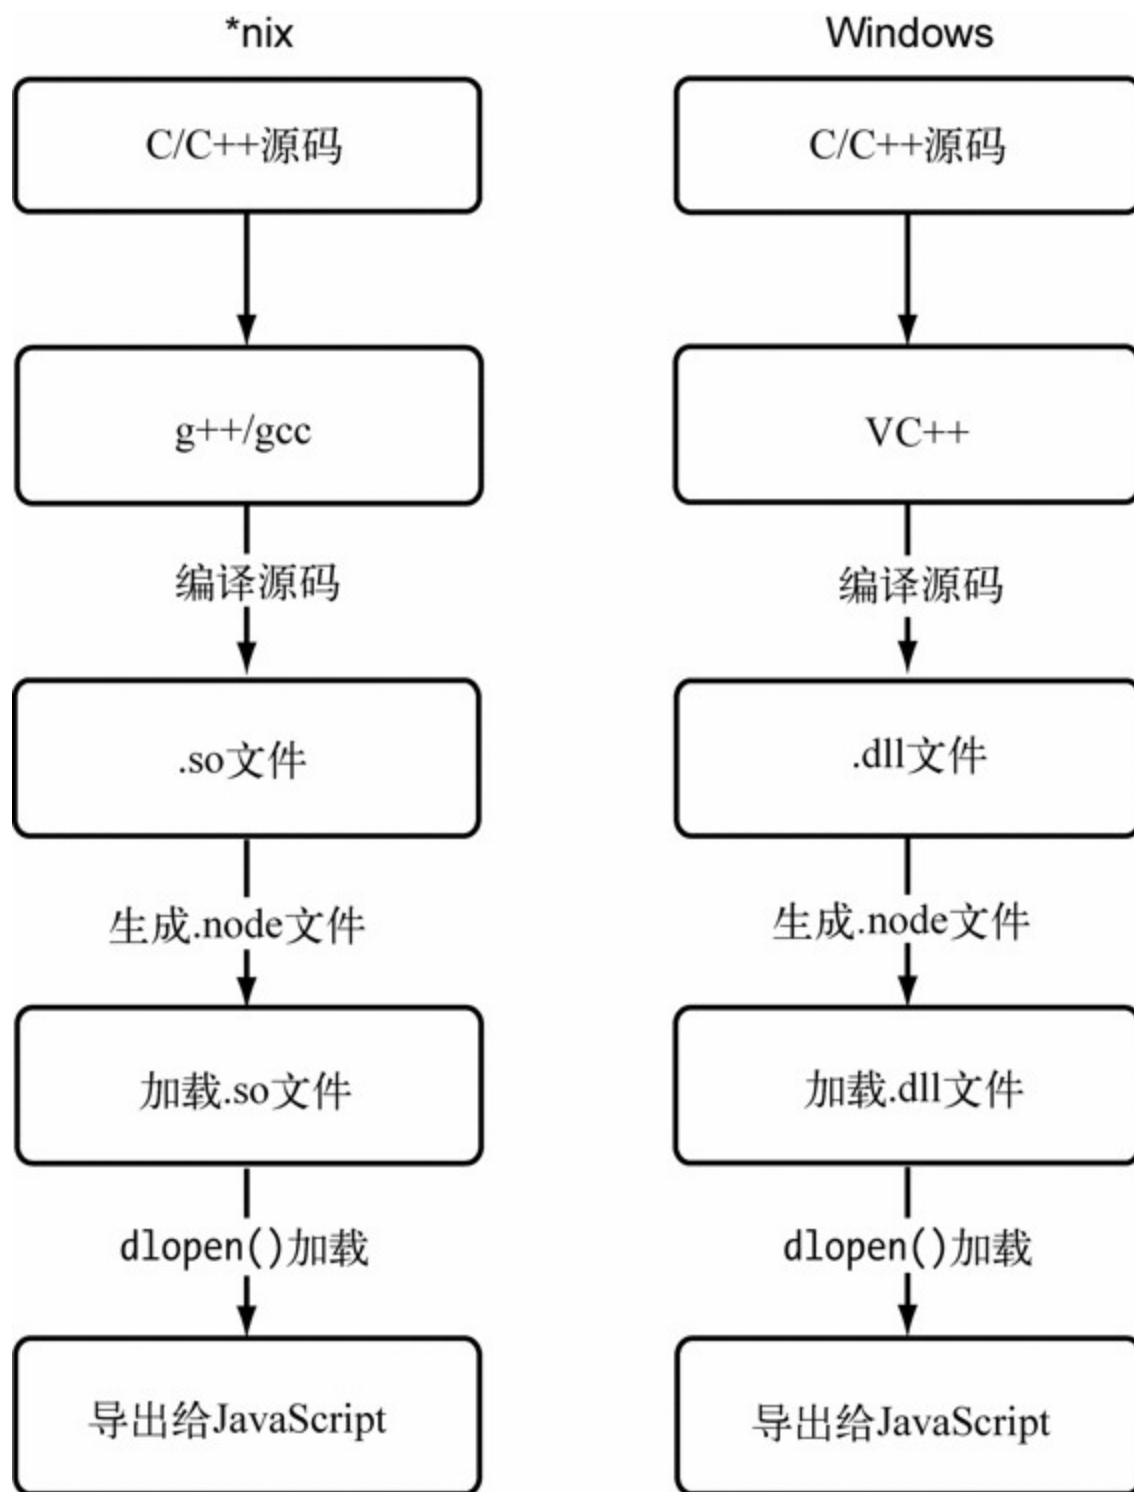 *nix
C/C++源码
g++/gcc
编译源码
.so文件
生成.node文件
加载.so文件
dlopen()加载
导出给JavaScript
Windows
C/C++源码
VC++
编译源码
.dll文件
生成.node文件
加载.dll文件
dlopen()加载
导出给JavaScript